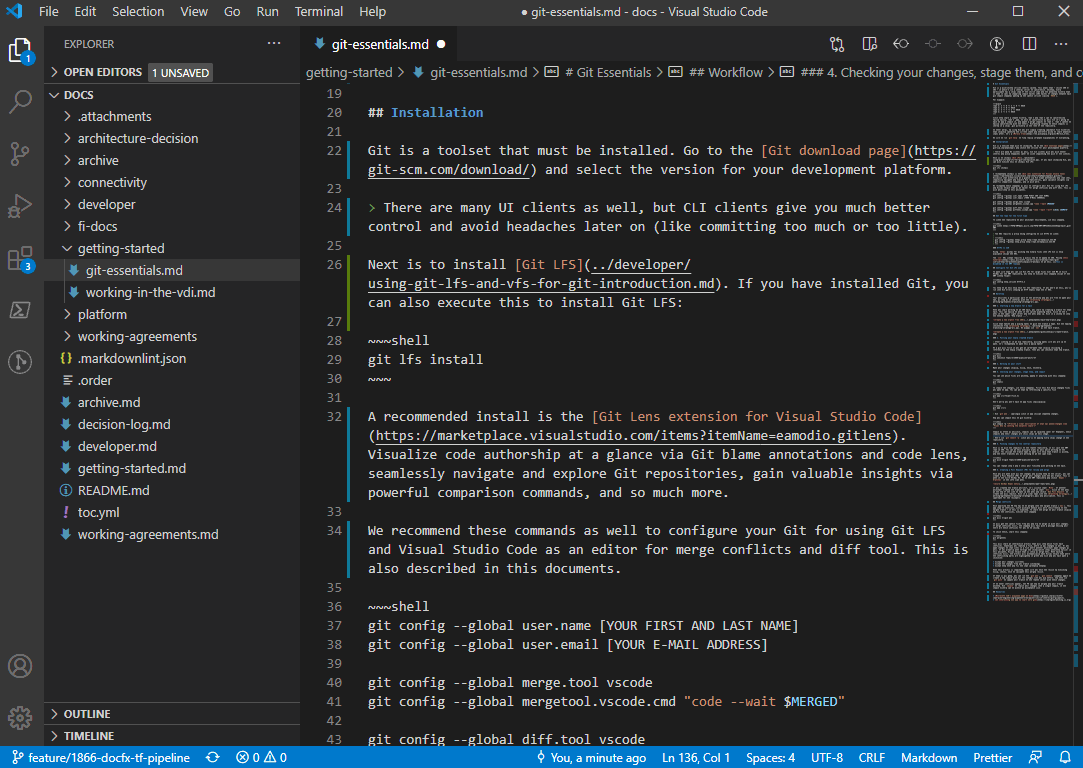 File Edit Selection View Go Run Terminal Help
● git-essentials.md - docs - Visual Studio Code
1
3
EXPLORER
OPEN EDITORS 1 UNSAVED
DOCS
.attachments
architecture-decision
archive
connectivity
developer
fi-docs
getting-started
git-essentials.md
working-in-the-vdi.md
platform
working-agreements
{} .markdownlint.json
.order
archive.md
decision-log.md
developer.md
getting-started.md
README.md
! toc.yml
working-agreements.md
OUTLINE
TIMELINE
git-essentials.md ●
getting-started > git-essentials.md > # Git Essentials > ## Workflow > ### 4. Checking your changes, stage them, and c
19
20 ## Installation
21
22 Git is a toolset that must be installed. Go to the [Git download page](https://
git-scm.com/download/) and select the version for your development platform.
23
24 > There are many UI clients as well, but CLI clients give you much better
control and avoid headaches later on (like committing too much or too little).
25
26 Next is to install [Git LFS](../developer/
using-git-lfs-and-vfs-for-git-introduction.md). If you have installed Git, you
can also execute this to install Git LFS:
27
28 ~~~shell
29 git lfs install
30 ~~~
31
32 A recommended install is the [Git Lens extension for Visual Studio Code]
(https://marketplace.visualstudio.com/items?itemName=eamodio.gitlens).
Visualize code authorship at a glance via Git blame annotations and code lens,
seamlessly navigate and explore Git repositories, gain valuable insights via
powerful comparison commands, and so much more.
33
34 We recommend these commands as well to configure your Git for using Git LFS
and Visual Studio Code as an editor for merge conflicts and diff tool. This is
also described in this documents.
35
36 ~~~shell
37 git config --global user.name [YOUR FIRST AND LAST NAME]
38 git config --global user.email [YOUR E-MAIL ADDRESS]
39
40 git config --global merge.tool vscode
41 git config --global mergetool.vscode.cmd "code --wait $MERGED"
42
43 git config --global diff.tool vscode
feature/1866-docfx-tf-pipeline 0 0 You, a minute ago Ln 136, Col 1 Spaces: 4 UTF-8 CRLF Markdown Prettier